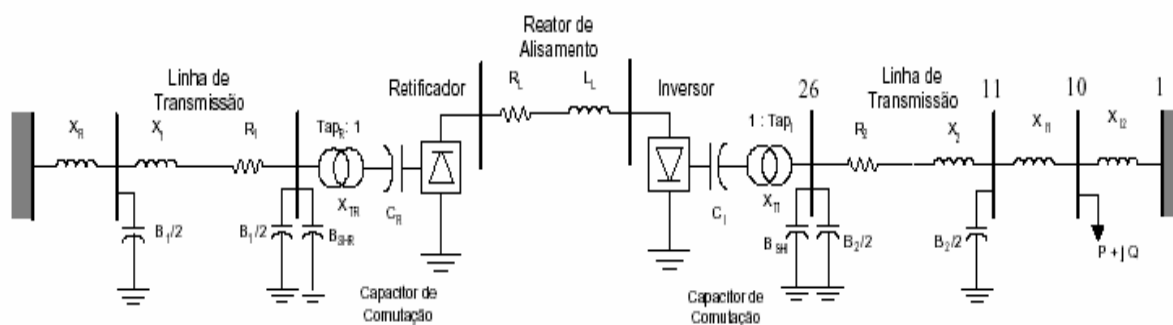 Reator de
Alisamento
Linha de
Transmissão
Retificador
R_L
L_L
Inversor
26
Linha de
Transmissão
11
10
1
X_R
X_1
R_1
Tap_R : 1
1 : Tap_I
R_2
X_2
X_I1
X_I2
X_TR
C_R
C_I
X_TI
B_1/2
B_1/2
B_SHR
B_SHI
B_2/2
B_2/2
P + j Q
Capacitor de
Comutação
Capacitor de
Comutação